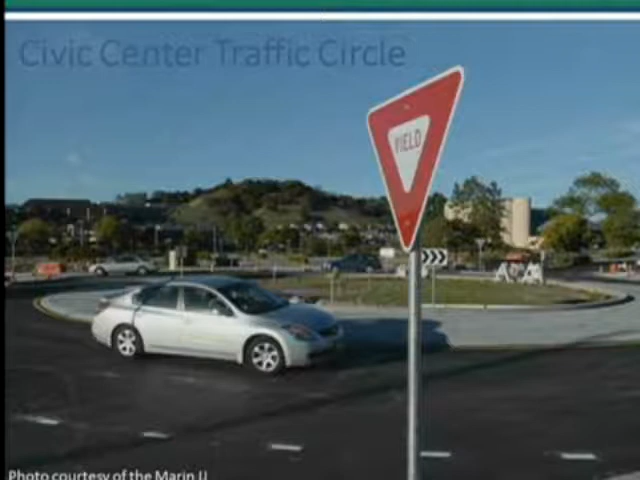 Civic Center Traffic Circle
YIELD
Photo courtesy of the Marin IJ